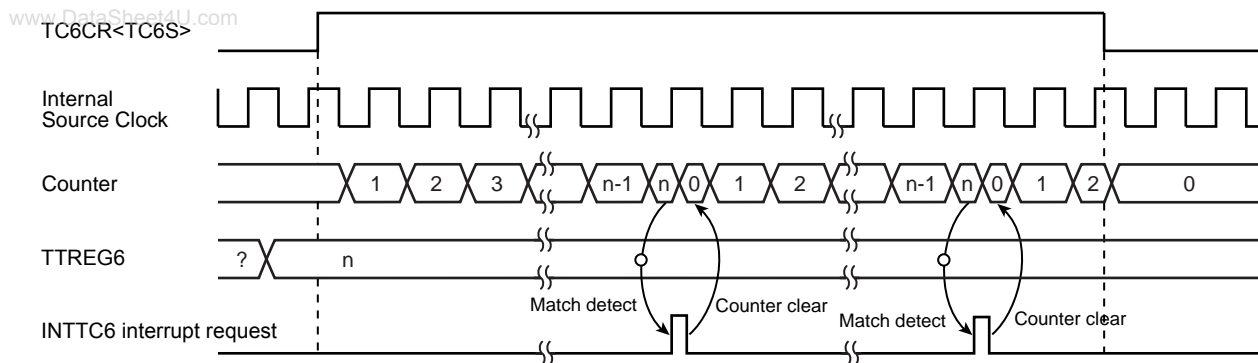 www.DataSheet4U.com
TC6CR<TC6S>
Internal
Source Clock
Counter
1 2 3 n-1 n 0 1 2 n-1 n 0 1 2 0
TTREG6
? n
Match detect Counter clear Match detect Counter clear
INTTC6 interrupt request